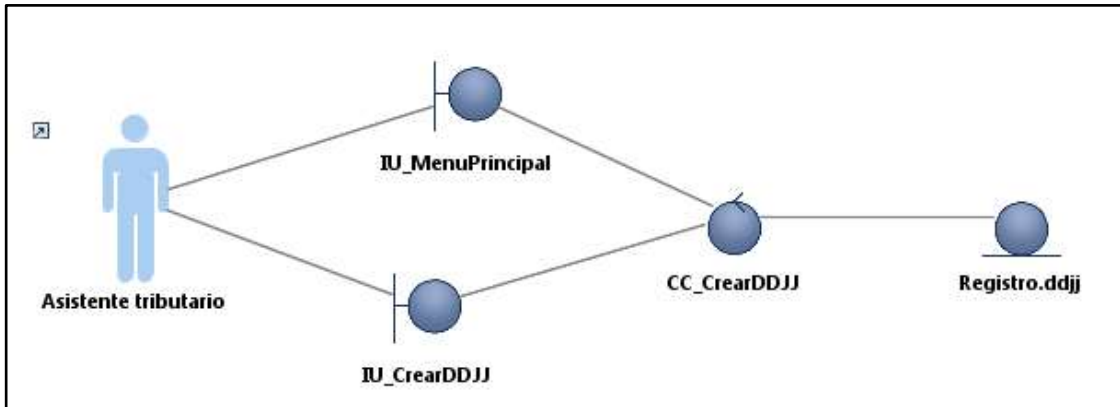 IU_MenuPrincipal
Asistente tributario
CC_CrearDDJJ
Registro.ddjj
IU_CrearDDJJ